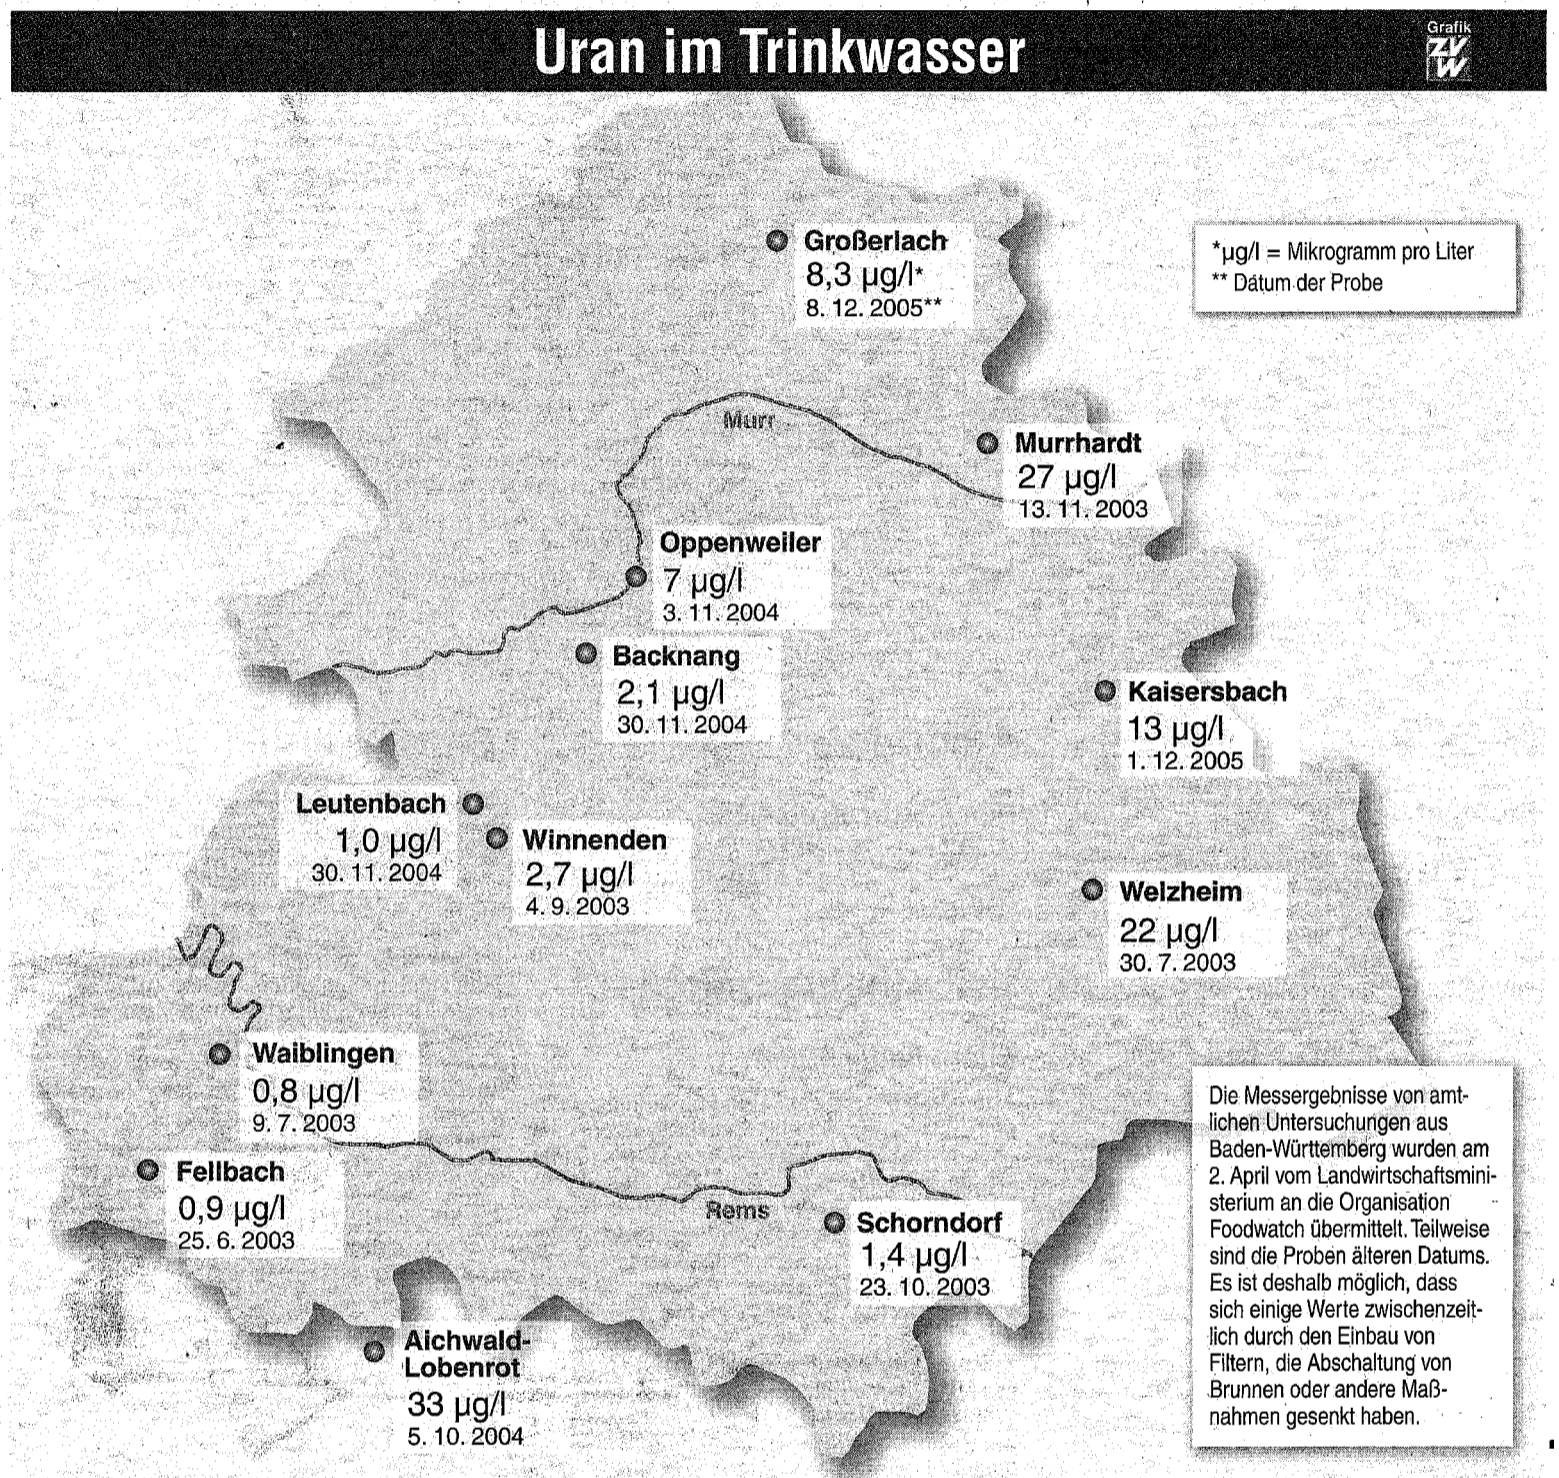 Uran im Trinkwasser
Grafik
ZVW
Großerlach
8,3 µg/l*
8. 12. 2005**
*µg/l = Mikrogramm pro Liter
** Datum der Probe
Murr
Murrhardt
27 µg/l
13. 11. 2003
Oppenweiler
7 µg/l
3. 11. 2004
Backnang
2,1 µg/l
30. 11. 2004
Kaisersbach
13 µg/l
1. 12. 2005
Leutenbach
1,0 µg/l
30. 11. 2004
Winnenden
2,7 µg/l
4. 9. 2003
Welzheim
22 µg/l
30. 7. 2003
Waiblingen
0,8 µg/l
9. 7. 2003
Fellbach
0,9 µg/l
25. 6. 2003
Rems
Schorndorf
1,4 µg/l
23. 10. 2003
Aichwald-
Lobenrot
33 µg/l
5. 10. 2004
Die Messergebnisse von amt-
lichen Untersuchungen aus
Baden-Württemberg wurden am
2. April vom Landwirtschaftsmini-
sterium an die Organisation
Foodwatch übermittelt. Teilweise
sind die Proben älteren Datums.
Es ist deshalb möglich, dass
sich einige Werte zwischenzeit-
lich durch den Einbau von
Filtern, die Abschaltung von
Brunnen oder andere Maß-
nahmen gesenkt haben.